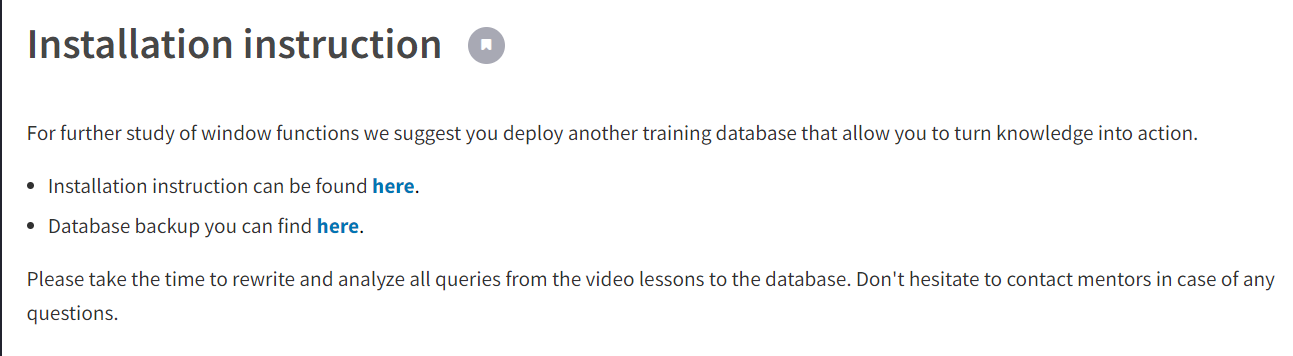 Installation instruction
For further study of window functions we suggest you deploy another training database that allow you to turn knowledge into action.
• Installation instruction can be found here.
• Database backup you can find here.
Please take the time to rewrite and analyze all queries from the video lessons to the database. Don't hesitate to contact mentors in case of any
questions.